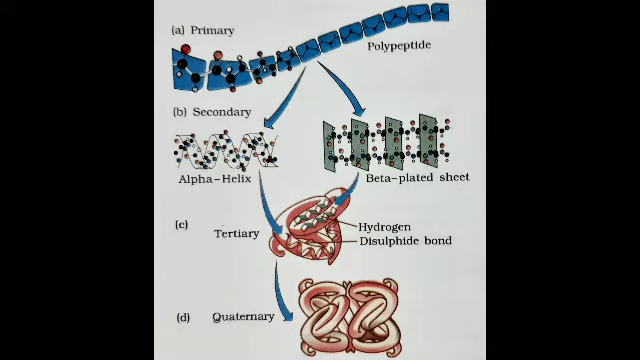 (a) Primary
Polypeptide
(b) Secondary
Alpha-Helix
Beta-plated sheet
(c)
Tertiary
Hydrogen
Disulphide bond
(d) Quaternary